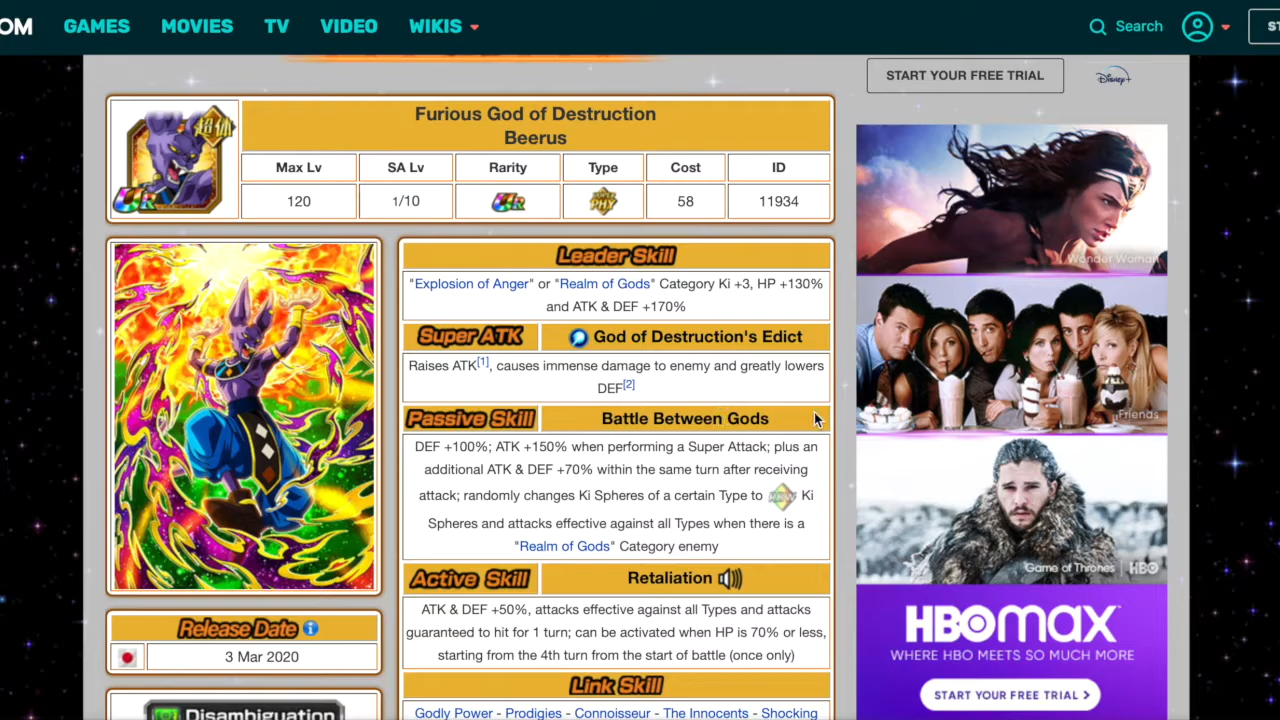 OM GAMES MOVIES TV VIDEO WIKIS Search ST
START YOUR FREE TRIAL Disney+
Furious God of Destruction
Beerus
Max Lv SA Lv Rarity Type Cost ID
120 1/10 UR SUPER PHY 58 11934
超体
UR
Leader Skill
"Explosion of Anger" or "Realm of Gods" Category Ki +3, HP +130%
and ATK & DEF +170%
Super ATK God of Destruction's Edict
Raises ATK[1], causes immense damage to enemy and greatly lowers
DEF[2]
Passive Skill Battle Between Gods
DEF +100%; ATK +150% when performing a Super Attack; plus an
additional ATK & DEF +70% within the same turn after receiving
attack; randomly changes Ki Spheres of a certain Type to Ki
Spheres and attacks effective against all Types when there is a
"Realm of Gods" Category enemy
Active Skill Retaliation
ATK & DEF +50%, attacks effective against all Types and attacks
guaranteed to hit for 1 turn; can be activated when HP is 70% or less,
starting from the 4th turn from the start of battle (once only)
Link Skill
Godly Power - Prodigies - Connoisseur - The Innocents - Shocking
Release Date
3 Mar 2020
Disambiguation
Wonder Woman
Friends
Game of Thrones | HBO
HBOMAX
WHERE HBO MEETS SO MUCH MORE
START YOUR FREE TRIAL >